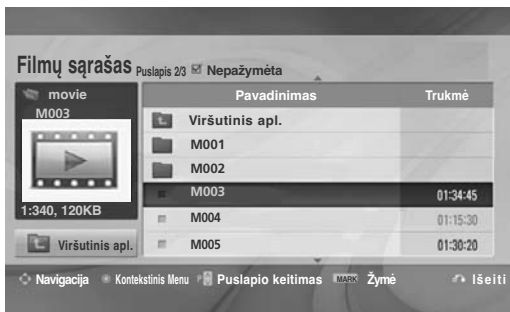 Filmų sąrašas Puslapis 2/3 Nepažymėta
movie
M003
1:340, 120KB
Viršutinis apl.
Pavadinimas Trukmė
Viršutinis apl.
M001
M002
M003 01:34:45
M004 01:15:30
M005 01:30:20
Navigacija Kontekstinis Menu P Puslapio keitimas MARK Žymė Išeiti